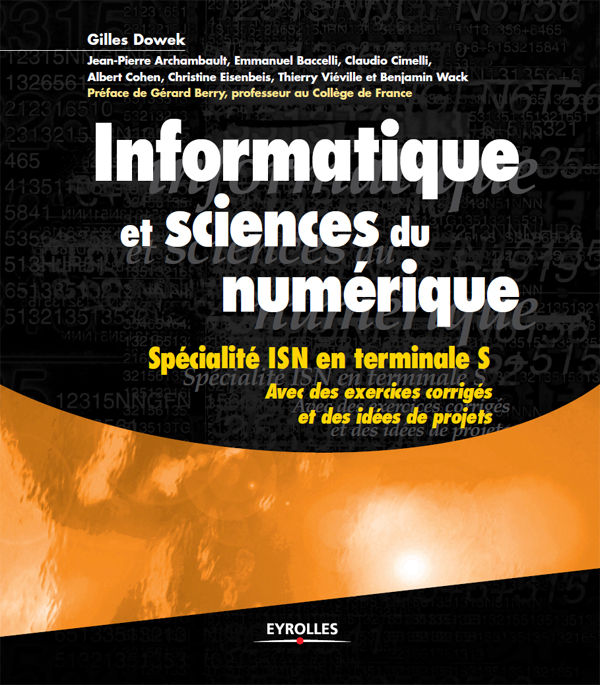 Gilles Dowek
Jean-Pierre Archambault, Emmanuel Baccelli, Claudio Cimelli,
Albert Cohen, Christine Eisenbeis, Thierry Viéville et Benjamin Wack
Préface de Gérard Berry, professeur au Collège de France
Informatique
et sciences du
numérique
Spécialité ISN en terminale S
Avec des exercices corrigés
et des idées de projets
EYROLLES